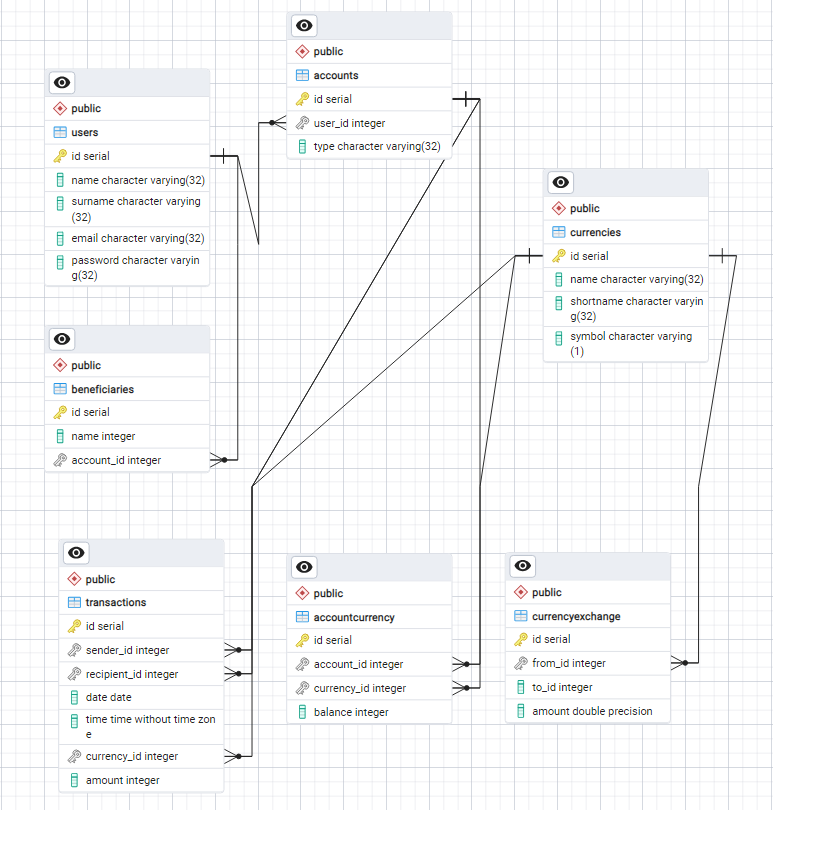 public
accounts
id serial
user_id integer
type character varying(32)
public
users
id serial
name character varying(32)
surname character varying
(32)
email character varying(32)
password character varyin
g(32)
public
currencies
id serial
name character varying(32)
shortname character varyin
g(32)
symbol character varying
(1)
public
beneficiaries
id serial
name integer
account_id integer
public
transactions
id serial
sender_id integer
recipient_id integer
date date
time time without time zon
e
currency_id integer
amount integer
public
accountcurrency
id serial
account_id integer
currency_id integer
balance integer
public
currencyexchange
id serial
from_id integer
to_id integer
amount double precision